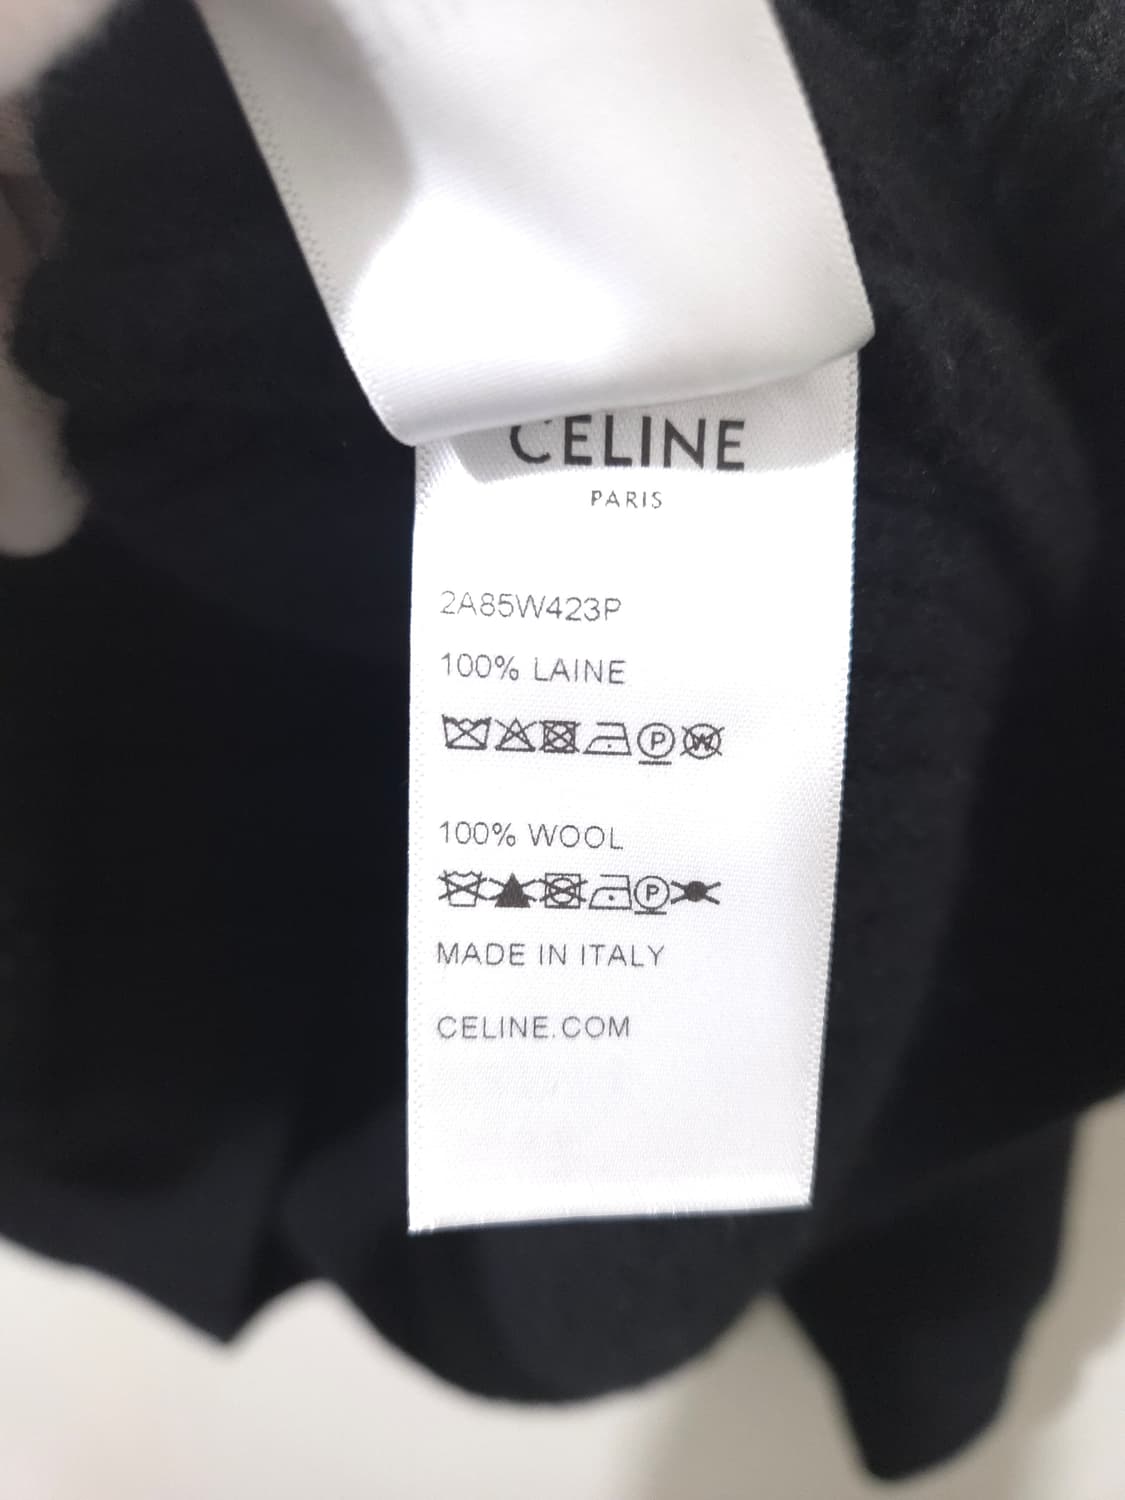 CELINE
PARIS
2A85W423P
100% LAINE
P W
100% WOOL
P
MADE IN ITALY
CELINE.COM